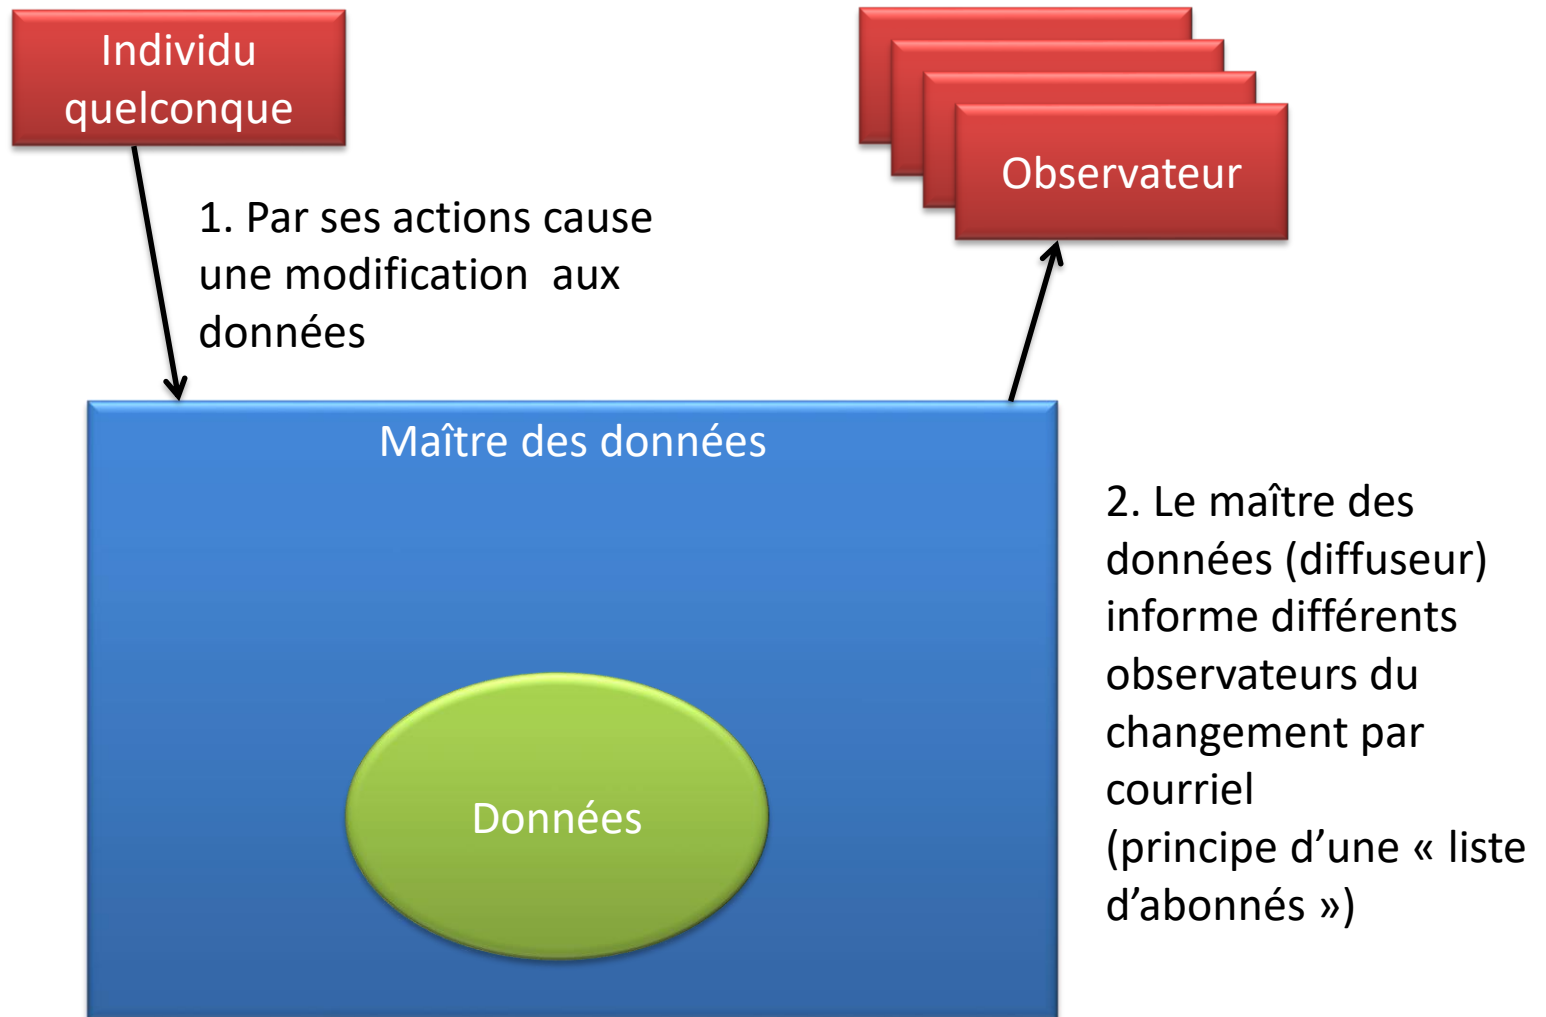 Individu
quelconque
Observateur
1. Par ses actions cause
une modification  aux
données
Maître des données
2. Le maître des
données (diffuseur)
informe différents
observateurs du
changement par
courriel
(principe d’une « liste
d’abonnés »)
Données